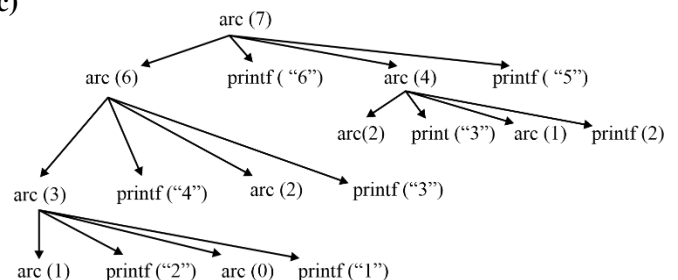 c)
arc (7)
arc (6) printf ( “6”) arc (4) printf ( “5”)
arc(2) print (“3”) arc (1) printf (2)
arc (3) printf (“4”) arc (2) printf (“3”)
arc (1) printf (“2”) arc (0) printf (“1”)